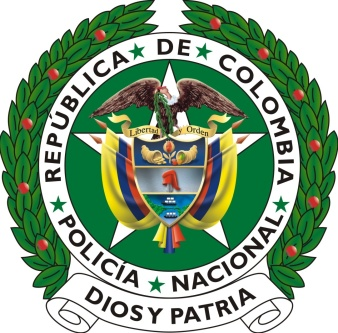 REPÚBLICA DE COLOMBIA
Libertad y Orden
POLICÍA NACIONAL
DIOS Y PATRIA